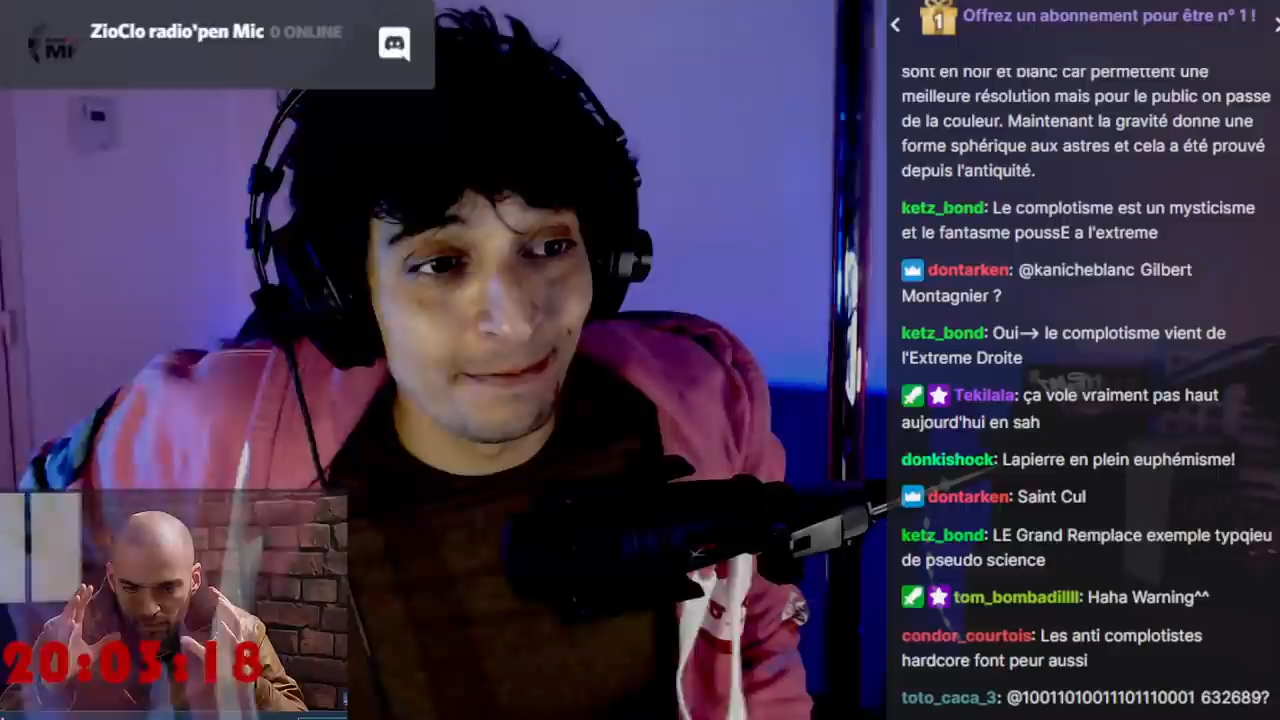 ZioClo radio'pen Mic 0 ONLINE
MI
Offrez un abonnement pour être n° 1 !
1
sont en noir et blanc car permettent une
meilleure résolution mais pour le public on passe
de la couleur. Maintenant la gravité donne une
forme sphérique aux astres et cela a été prouvé
depuis l'antiquité.
ketz_bond: Le complotisme est un mysticisme
et le fantasme poussE a l'extreme
dontarken: @kanicheblanc Gilbert
Montagnier ?
ketz_bond: Oui--> le complotisme vient de
l'Extreme Droite
Tekilala: ça vole vraiment pas haut
aujourd'hui en sah
donkishock: Lapierre en plein euphémisme!
dontarken: Saint Cul
ketz_bond: LE Grand Remplace exemple typqieu
de pseudo science
tom_bombadillll: Haha Warning^^
condor_courtois: Les anti complotistes
hardcore font peur aussi
toto_caca_3: @10011010011101110001 632689?
20:03:18